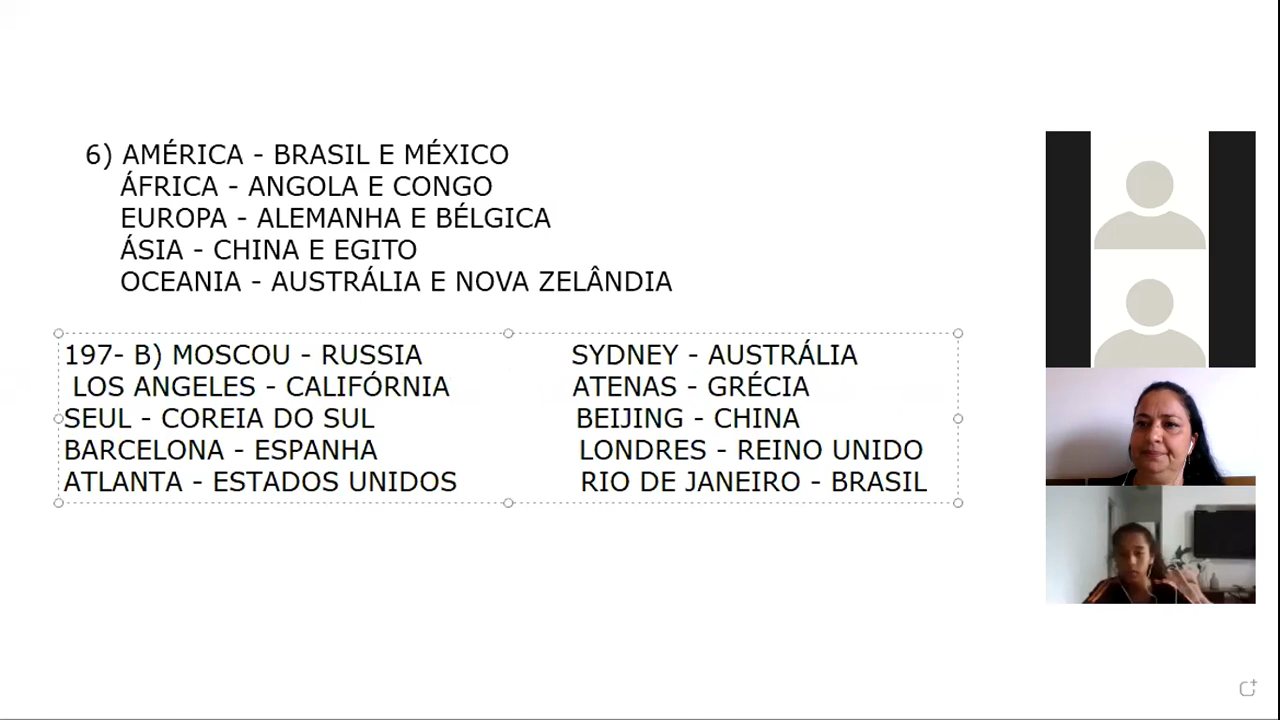 6) AMÉRICA - BRASIL E MÉXICO
ÁFRICA - ANGOLA E CONGO
EUROPA - ALEMANHA E BÉLGICA
ÁSIA - CHINA E EGITO
OCEANIA - AUSTRÁLIA E NOVA ZELÂNDIA
197- B) MOSCOU - RUSSIA SYDNEY - AUSTRÁLIA
LOS ANGELES - CALIFÓRNIA ATENAS - GRÉCIA
SEUL - COREIA DO SUL BEIJING - CHINA
BARCELONA - ESPANHA LONDRES - REINO UNIDO
ATLANTA - ESTADOS UNIDOS RIO DE JANEIRO - BRASIL